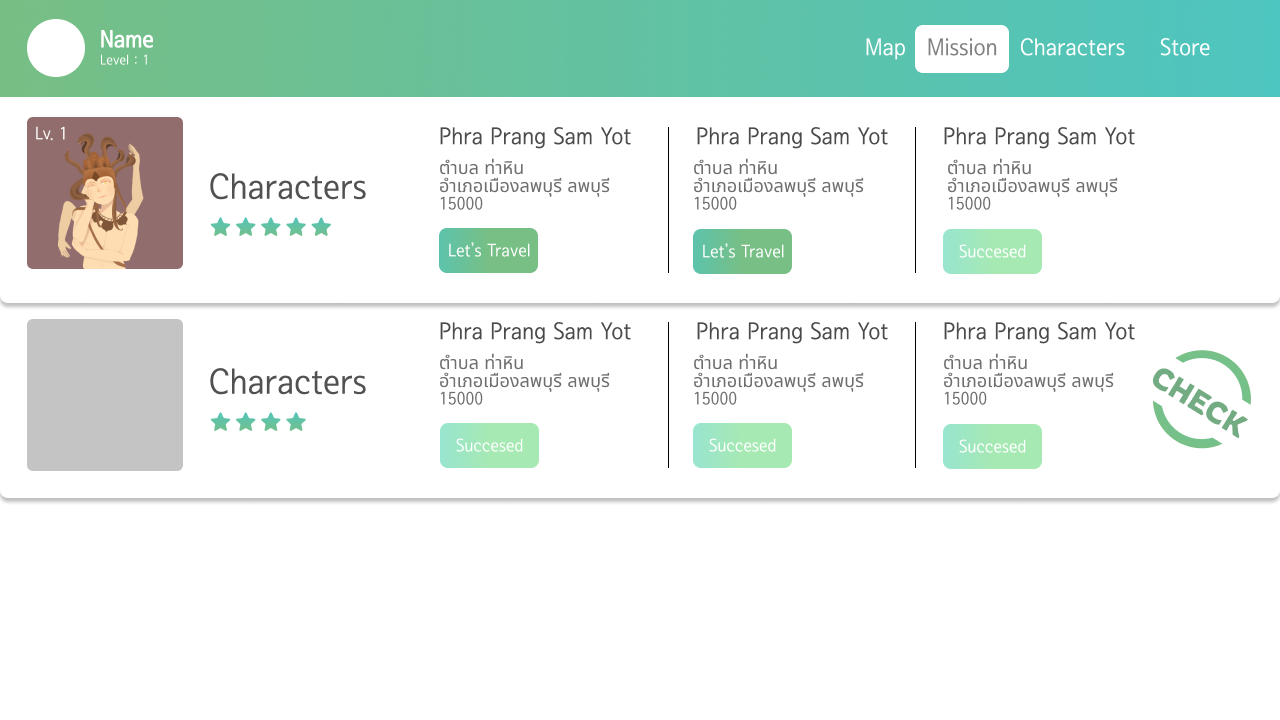 Name
Level : 1
Map
Mission
Characters
Store
Lv. 1
Characters
Phra Prang Sam Yot
ตำบล ท่าหิน
อำเภอเมืองลพบุรี ลพบุรี
15000
Let's Travel
Phra Prang Sam Yot
ตำบล ท่าหิน
อำเภอเมืองลพบุรี ลพบุรี
15000
Let's Travel
Phra Prang Sam Yot
ตำบล ท่าหิน
อำเภอเมืองลพบุรี ลพบุรี
15000
Succesed
Characters
Phra Prang Sam Yot
ตำบล ท่าหิน
อำเภอเมืองลพบุรี ลพบุรี
15000
Succesed
Phra Prang Sam Yot
ตำบล ท่าหิน
อำเภอเมืองลพบุรี ลพบุรี
15000
Succesed
Phra Prang Sam Yot
ตำบล ท่าหิน
อำเภอเมืองลพบุรี ลพบุรี
15000
Succesed
CHECK